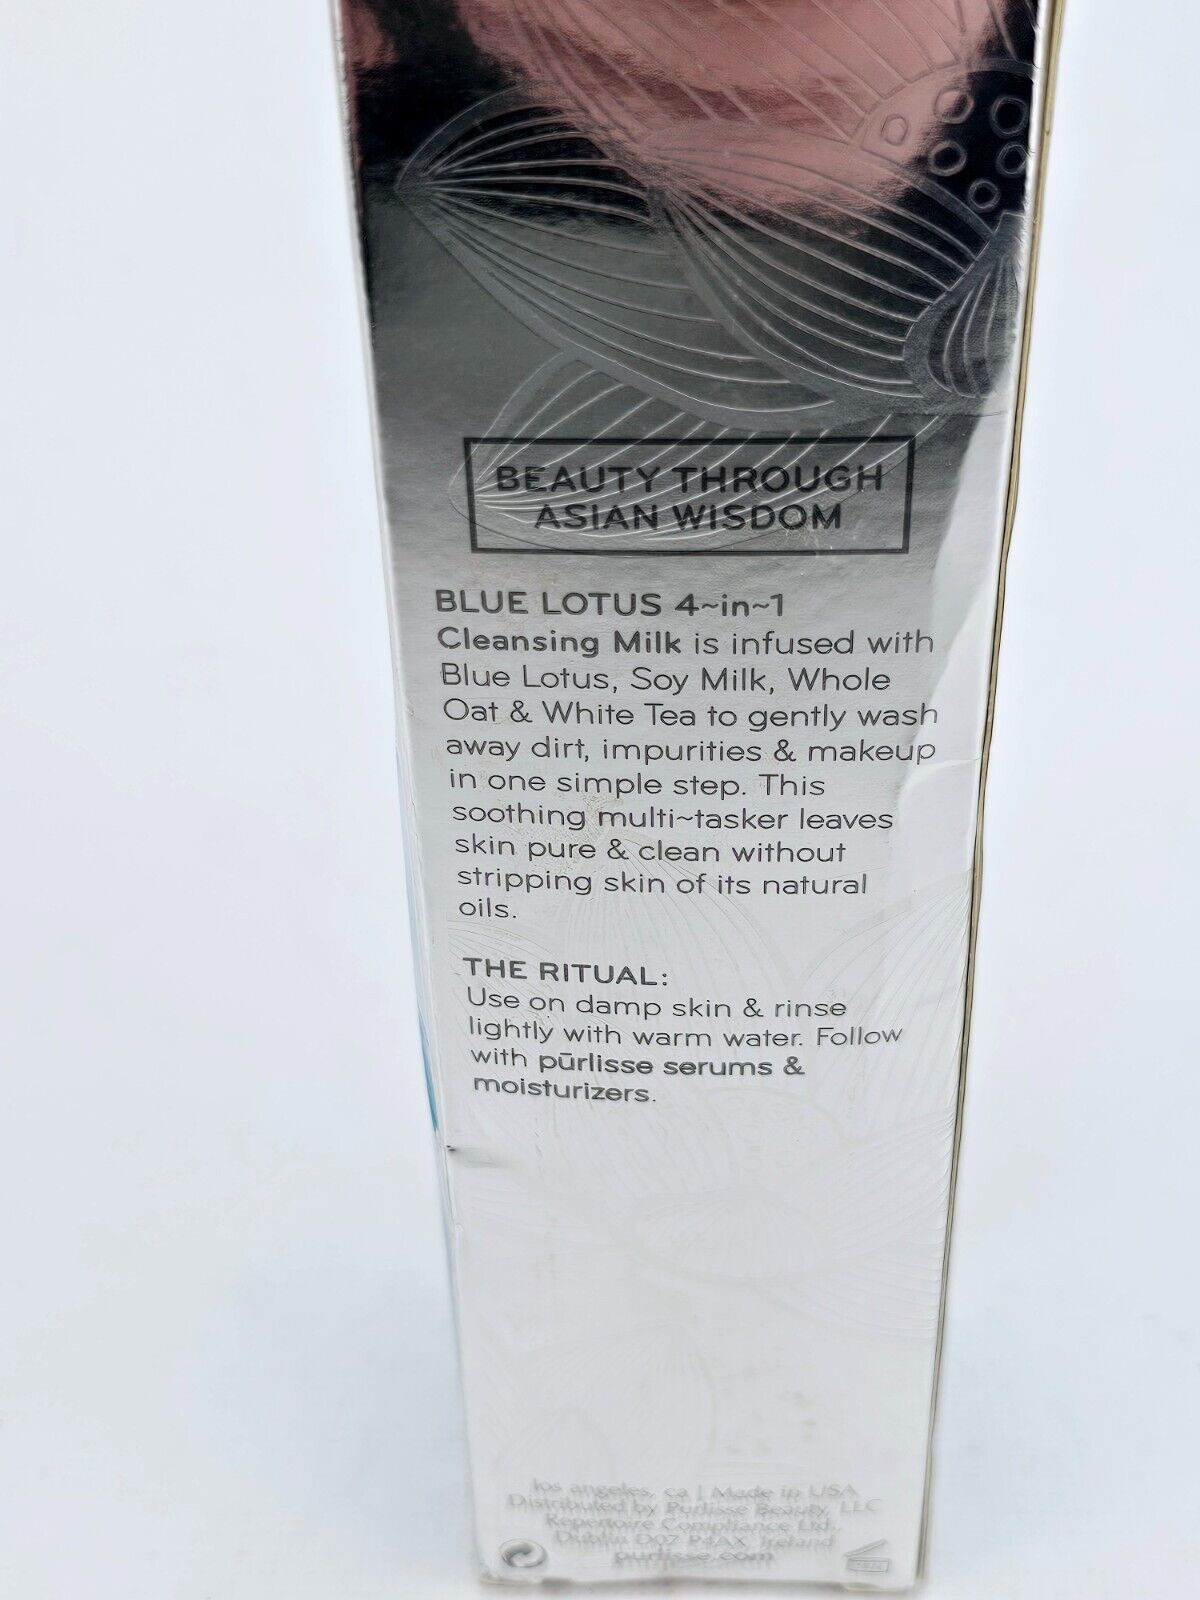 BEAUTY THROUGH
ASIAN WISDOM
BLUE LOTUS 4~in~1
Cleansing Milk is infused with
Blue Lotus, Soy Milk, Whole
Oat & White Tea to gently wash
away dirt, impurities & makeup
in one simple step. This
soothing multi~tasker leaves
skin pure & clean without
stripping skin of its natural
oils.
THE RITUAL:
Use on damp skin & rinse
lightly with warm water. Follow
with pūrlisse serums &
moisturizers.
los angeles, ca | Made in USA
Distributed by Purlisse Beauty, LLC
Repertoire Compliance Ltd.
Dublin D07 P4AX, Ireland
purlisse.com